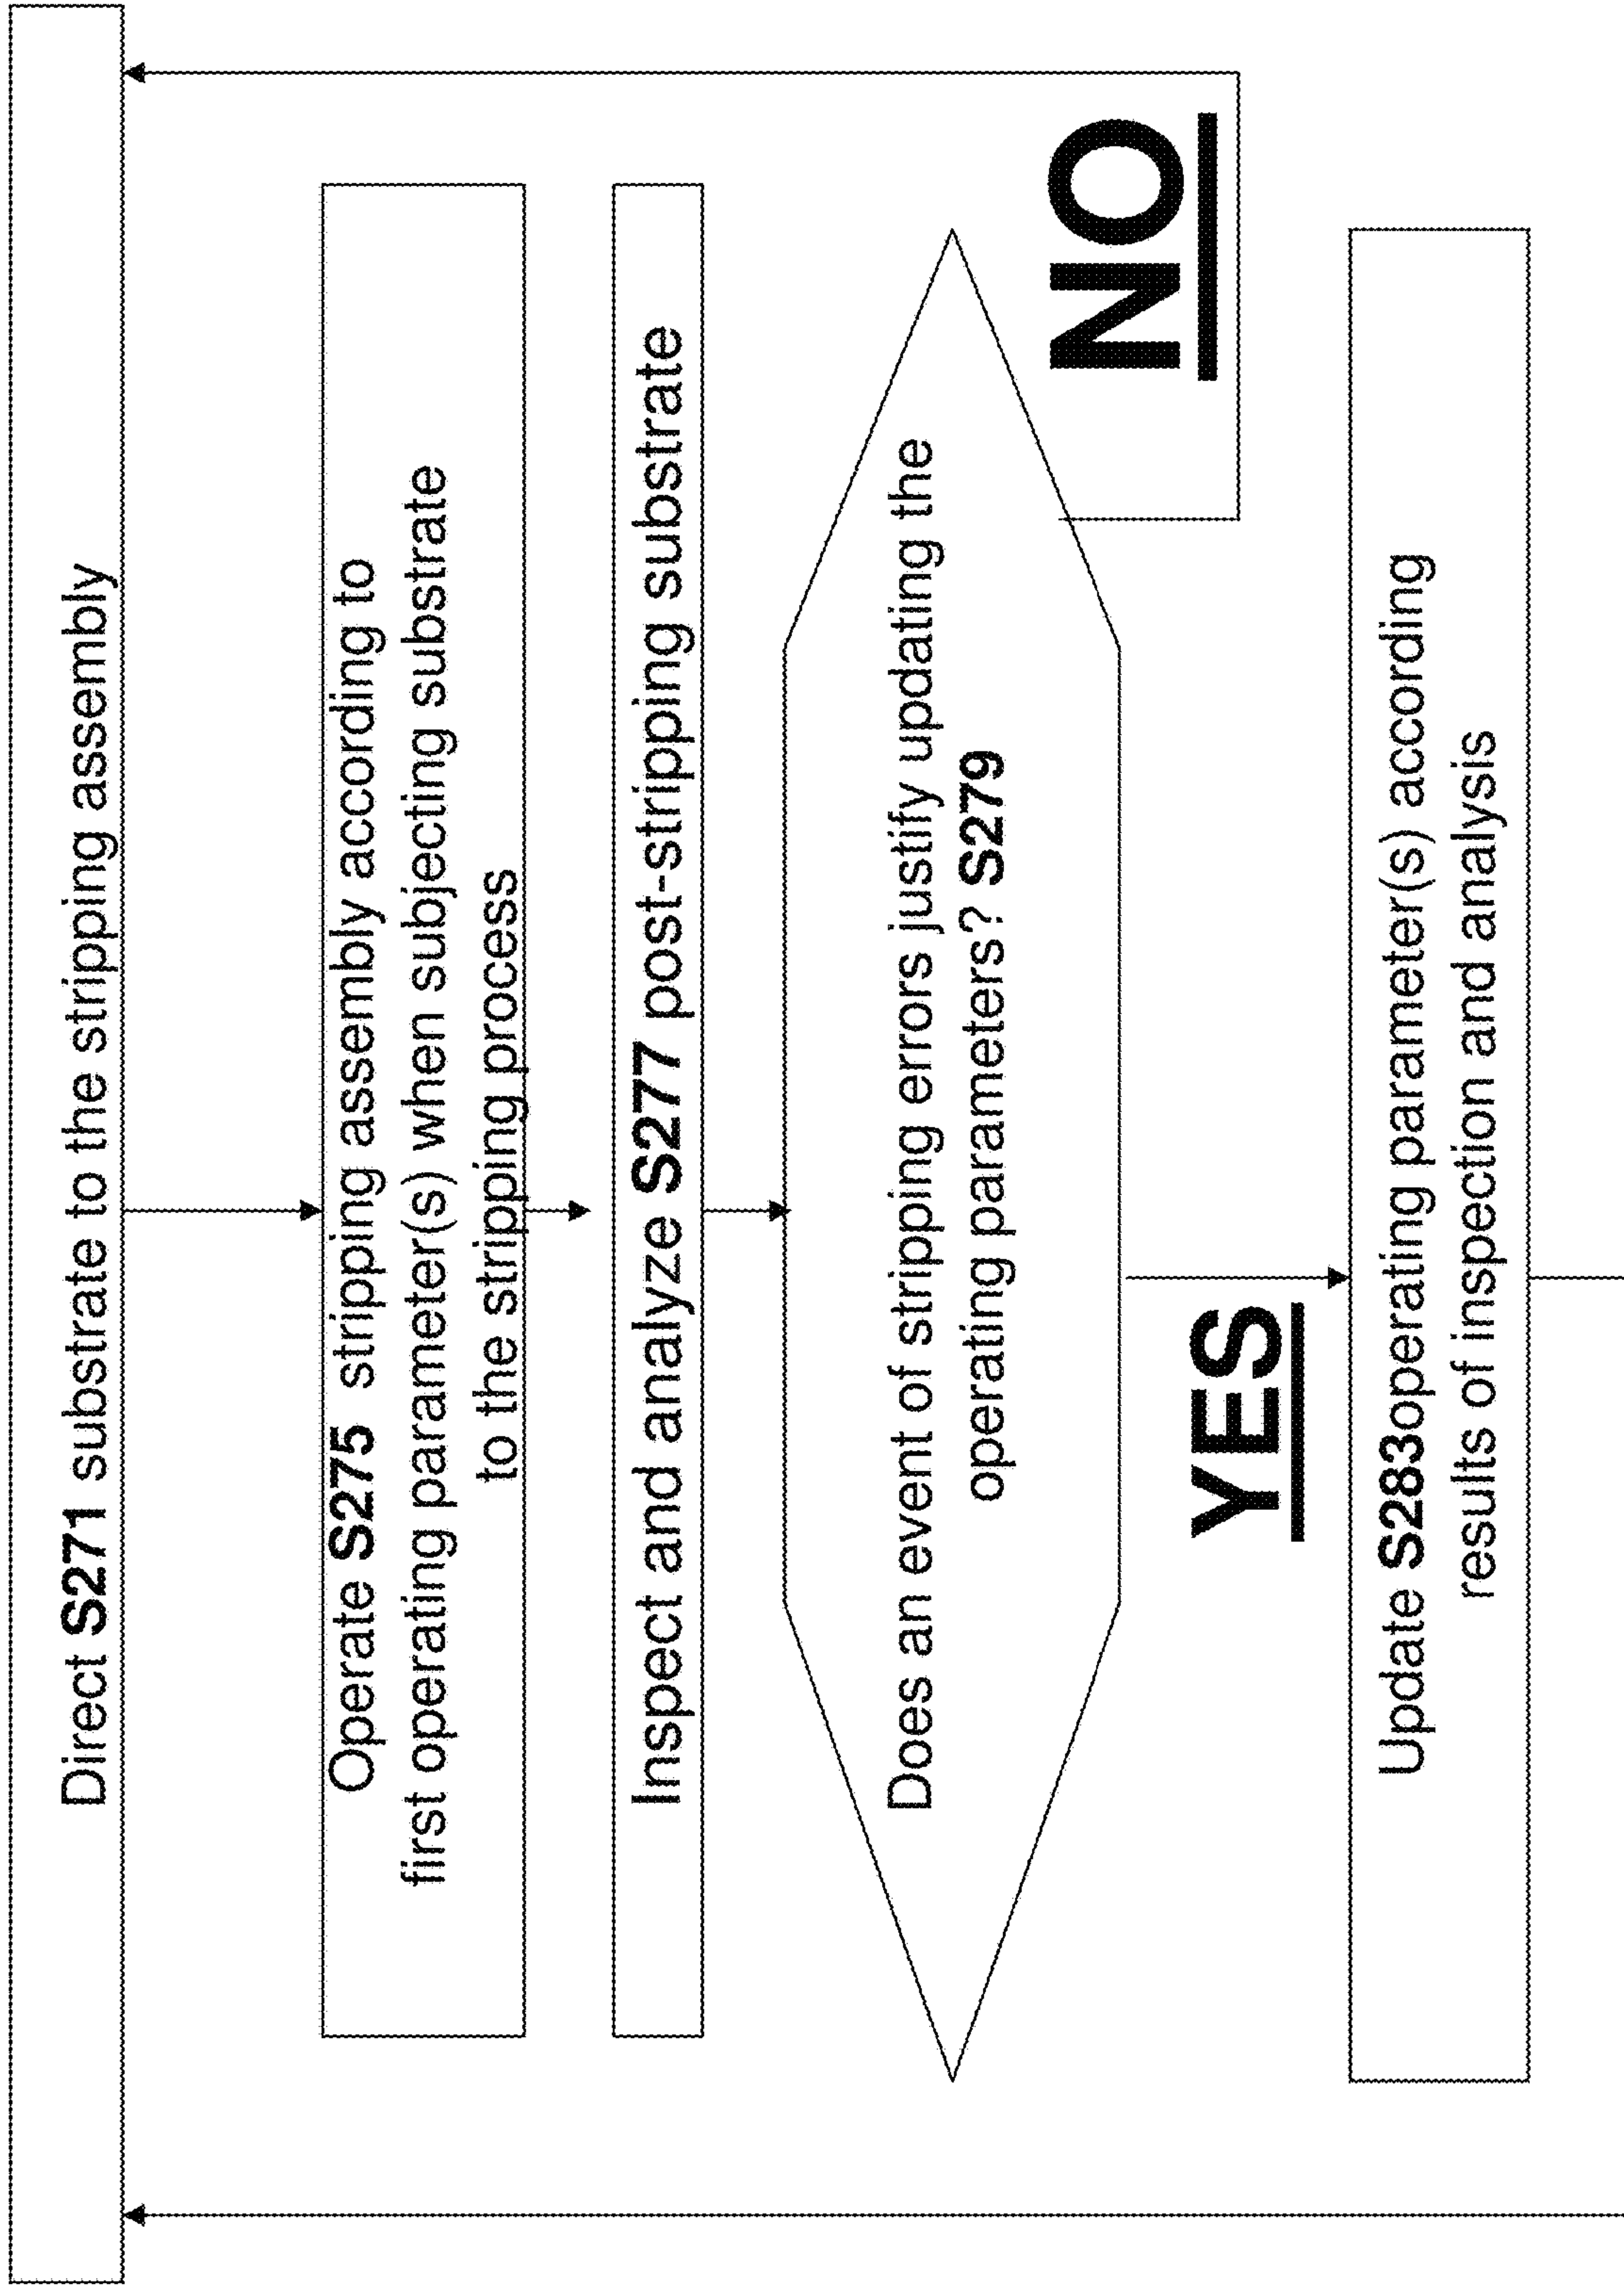 Direct S271 substrate to the stripping assembly
Operate S275 stripping assembly according to
first operating parameter(s) when subjecting substrate
to the stripping process
Inspect and analyze S277 post-stripping substrate
Does an event of stripping errors justify updating the
operating parameters? S279
NO
YES
Update S283operating parameter(s) according
results of inspection and analysis